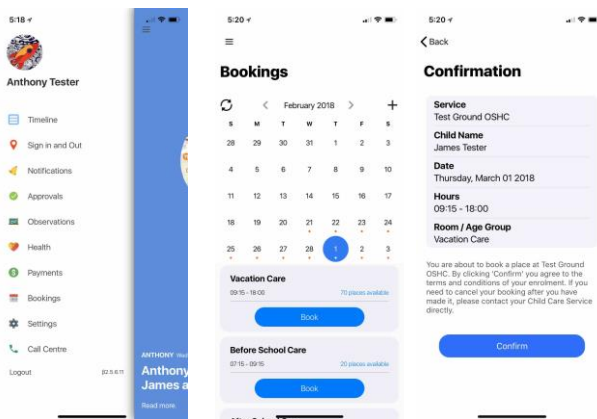 5:18
Anthony Tester
Timeline
Sign in and Out
Notifications
Approvals
Observations
Health
Payments
Bookings
Settings
Call Centre
Logout
ANTHONY
Anthony
James a
Read more
5:20
Bookings
February 2018
S M T W T F S
28 29 30 31 1 2 3
4 5 6 7 8 9 10
11 12 13 14 15 16 17
18 19 20 21 22 23 24
25 26 27 28 1 2 3
Vacation Care
09:15 - 18:00 70 places available
Book
Before School Care
07:15 - 09:15 20 places available
Book
5:20
Back
Confirmation
Service
Test Ground OSHC
Child Name
James Tester
Date
Thursday, March 01 2018
Hours
09:15 - 18:00
Room / Age Group
Vacation Care
You are about to book a place at Test Ground
OSHC. By clicking 'Confirm' you agree to the
terms and conditions of your enrolment. If you
need to cancel your booking after you have
made it, please contact your Child Care Service
directly.
Confirm